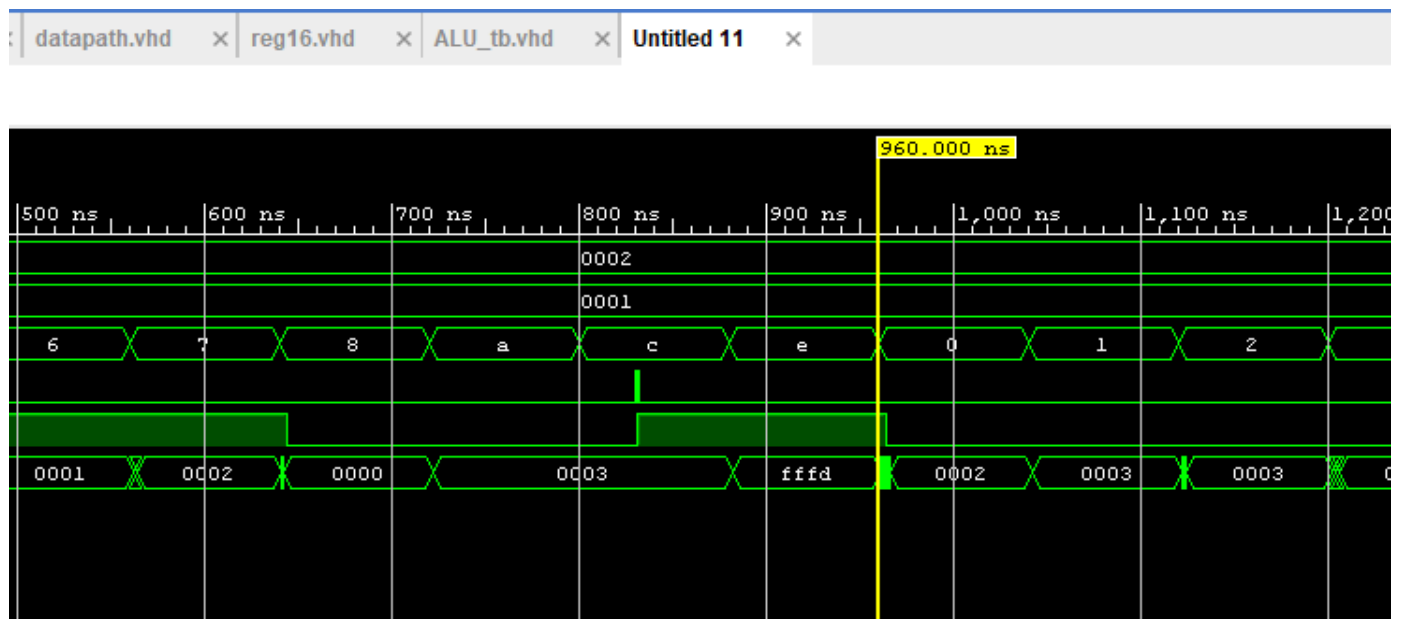 datapath.vhd × reg16.vhd × ALU_tb.vhd × Untitled 11 ×
960.000 ns
500 ns 600 ns 700 ns 800 ns 900 ns 1,000 ns 1,100 ns 1,200
0002
0001
6 7 8 a c e 0 1 2
0001 0002 0000 0003 fffd 0002 0003 0003